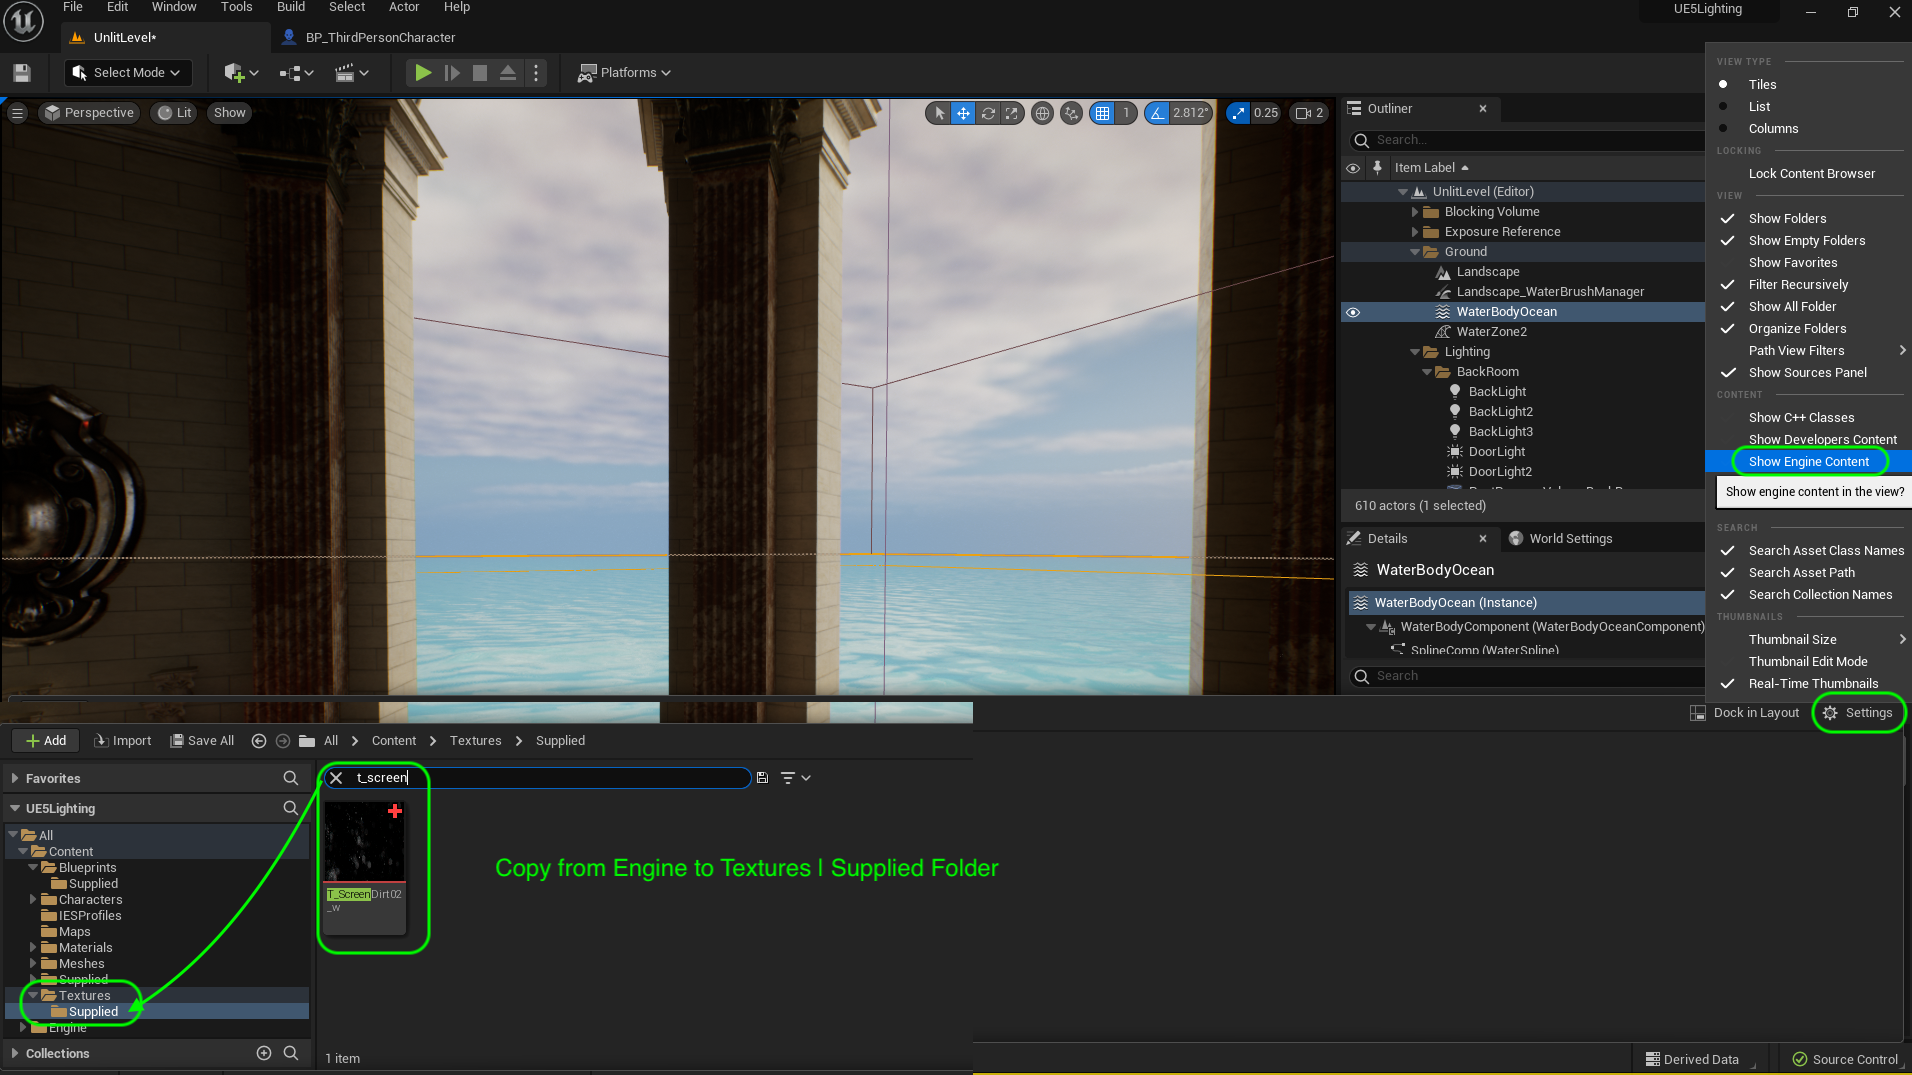 File Edit Window Tools Build Select Actor Help
UE5Lighting
UnlitLevel*
BP_ThirdPersonCharacter
Select Mode
Platforms
Perspective
Lit
Show
1
2.812°
0.25
2
Outliner
Search...
Item Label
UnlitLevel (Editor)
Blocking Volume
Exposure Reference
Ground
Landscape
Landscape_WaterBrushManager
WaterBodyOcean
WaterZone2
Lighting
BackRoom
BackLight
BackLight2
BackLight3
DoorLight
DoorLight2
610 actors (1 selected)
Details
World Settings
WaterBodyOcean
WaterBodyOcean (Instance)
WaterBodyComponent (WaterBodyOceanComponent)
SplineComp (WaterSpline)
Search
VIEW TYPE
Tiles
List
Columns
LOCKING
Lock Content Browser
VIEW
Show Folders
Show Empty Folders
Show Favorites
Filter Recursively
Show All Folder
Organize Folders
Path View Filters
Show Sources Panel
CONTENT
Show C++ Classes
Show Developers Content
Show Engine Content
Show engine content in the view?
SEARCH
Search Asset Class Names
Search Asset Path
Search Collection Names
THUMBNAILS
Thumbnail Size
Thumbnail Edit Mode
Real-Time Thumbnails
Dock in Layout
Settings
Add
Import
Save All
All > Content > Textures > Supplied
Favorites
UE5Lighting
All
Content
Blueprints
Supplied
Characters
IESProfiles
Maps
Materials
Meshes
Supplied
Textures
Supplied
Engine
Collections
t_screen
T_ScreenDirt02
_w
Copy from Engine to Textures | Supplied Folder
1 item
Derived Data
Source Control